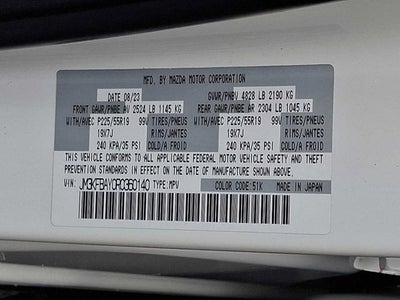 MFD. BY MAZDA MOTOR CORPORATION
DATE 08/23 GVWR/PNBV 4828 LB 2190 KG
FRONT GAWR/PNBE AV 2524 LB 1145 KG REAR GAWR/PNBE AR 2304 LB 1045 KG
WITH/AVEC P225/55R19 99V TIRES/PNEUS WITH/AVEC P225/55R19 99V TIRES/PNEUS
19X7J RIMS/JANTES 19X7J RIMS/JANTES
240 KPA/35 PSI COLD/A FROID 240 KPA/35 PSI COLD/A FROID
THIS VEHICLE CONFORMS TO ALL APPLICABLE FEDERAL MOTOR VEHICLE SAFETY AND THEFT
PREVENTION STANDARDS IN EFFECT ON THE
DATE OF MANUFACTURE SHOWN ABOVE.
VIN: JM3KFBAY0R0360140 TYPE: MPV COLOR CODE: 51K MADE IN JAPAN